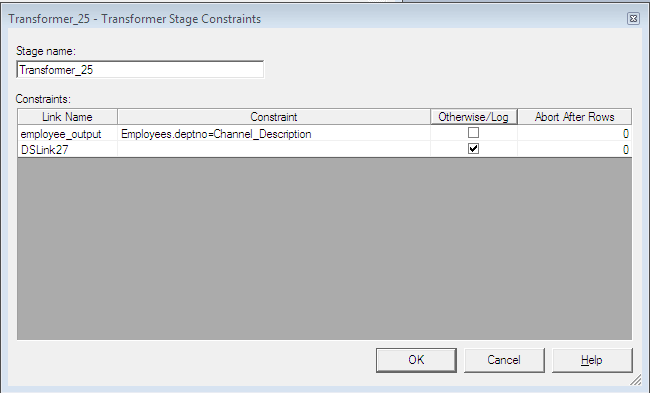 Transformer_25 - Transformer Stage Constraints
Stage name:
Transformer_25
Constraints:
Link Name Constraint Otherwise/Log Abort After Rows
employee_output Employees.deptno=Channel_Description 0
DSLink27 0
OK Cancel Help